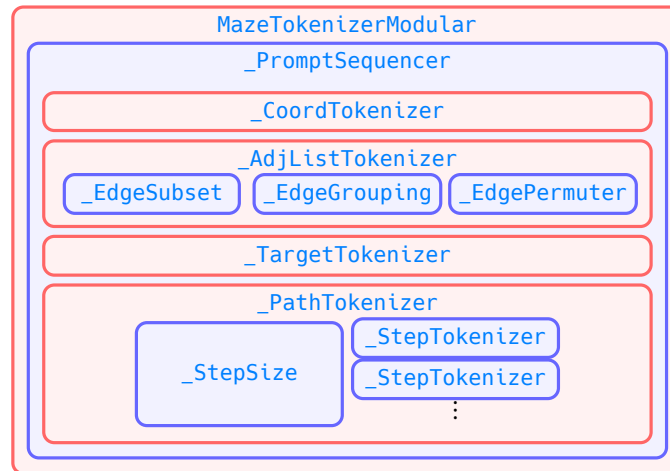 MazeTokenizerModular
_PromptSequencer
_CoordTokenizer
_AdjListTokenizer
_EdgeSubset _EdgeGrouping _EdgePermuter
_TargetTokenizer
_PathTokenizer
_StepSize
_StepTokenizer
_StepTokenizer
⋮